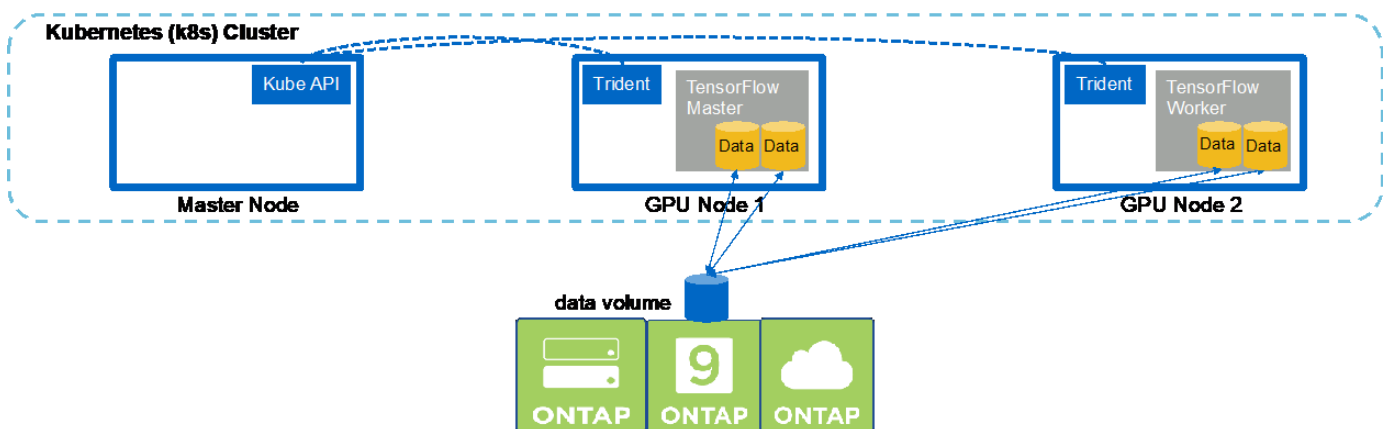 Kubernetes (k8s) Cluster
Kube API
Master Node
Trident
TensorFlow
Master
Data
Data
GPU Node 1
Trident
TensorFlow
Worker
Data
Data
GPU Node 2
data volume
ONTAP
9
ONTAP
ONTAP